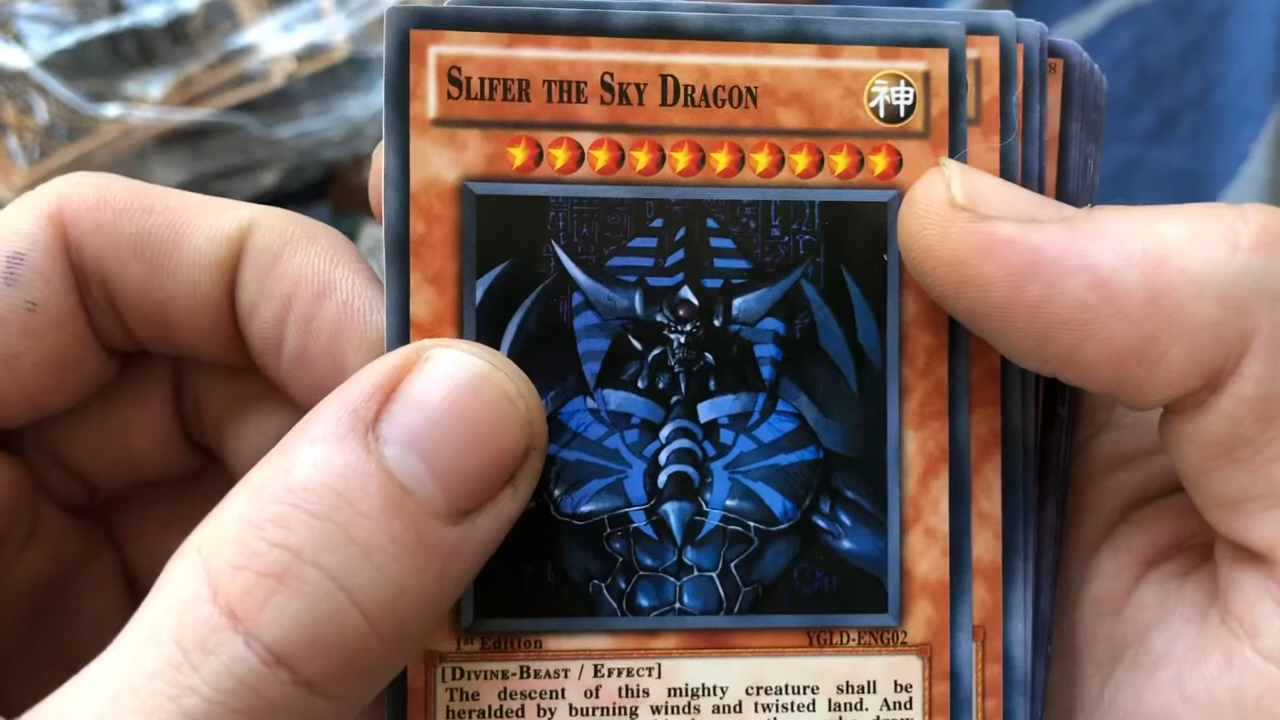 SLIFER THE SKY DRAGON 神
1st EDITION YGLD-ENG02
[DIVINE-BEAST / EFFECT]
The descent of this mighty creature shall be
heralded by burning winds and twisted land. And
8